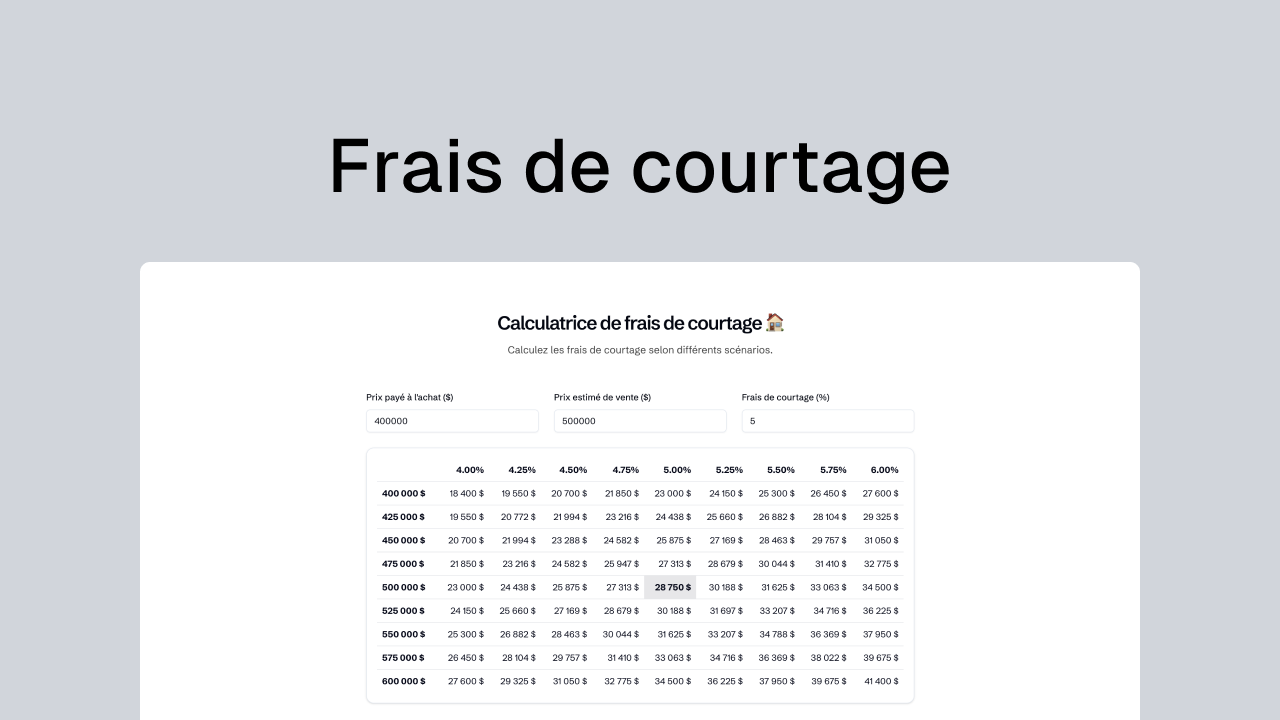 Frais de courtage
Calculatrice de frais de courtage 🏠
Calculez les frais de courtage selon différents scénarios.
Prix payé à l'achat ($) Prix estimé de vente ($) Frais de courtage (%)
400000 500000 5
4.00% 4.25% 4.50% 4.75% 5.00% 5.25% 5.50% 5.75% 6.00%
400 000 $ 18 400 $ 19 550 $ 20 700 $ 21 850 $ 23 000 $ 24 150 $ 25 300 $ 26 450 $ 27 600 $
425 000 $ 19 550 $ 20 772 $ 21 994 $ 23 216 $ 24 438 $ 25 660 $ 26 882 $ 28 104 $ 29 325 $
450 000 $ 20 700 $ 21 994 $ 23 288 $ 24 582 $ 25 875 $ 27 169 $ 28 463 $ 29 757 $ 31 050 $
475 000 $ 21 850 $ 23 216 $ 24 582 $ 25 947 $ 27 313 $ 28 679 $ 30 044 $ 31 410 $ 32 775 $
500 000 $ 23 000 $ 24 438 $ 25 875 $ 27 313 $ 28 750 $ 30 188 $ 31 625 $ 33 063 $ 34 500 $
525 000 $ 24 150 $ 25 660 $ 27 169 $ 28 679 $ 30 188 $ 31 697 $ 33 207 $ 34 716 $ 36 225 $
550 000 $ 25 300 $ 26 882 $ 28 463 $ 30 044 $ 31 625 $ 33 207 $ 34 788 $ 36 369 $ 37 950 $
575 000 $ 26 450 $ 28 104 $ 29 757 $ 31 410 $ 33 063 $ 34 716 $ 36 369 $ 38 022 $ 39 675 $
600 000 $ 27 600 $ 29 325 $ 31 050 $ 32 775 $ 34 500 $ 36 225 $ 37 950 $ 39 675 $ 41 400 $